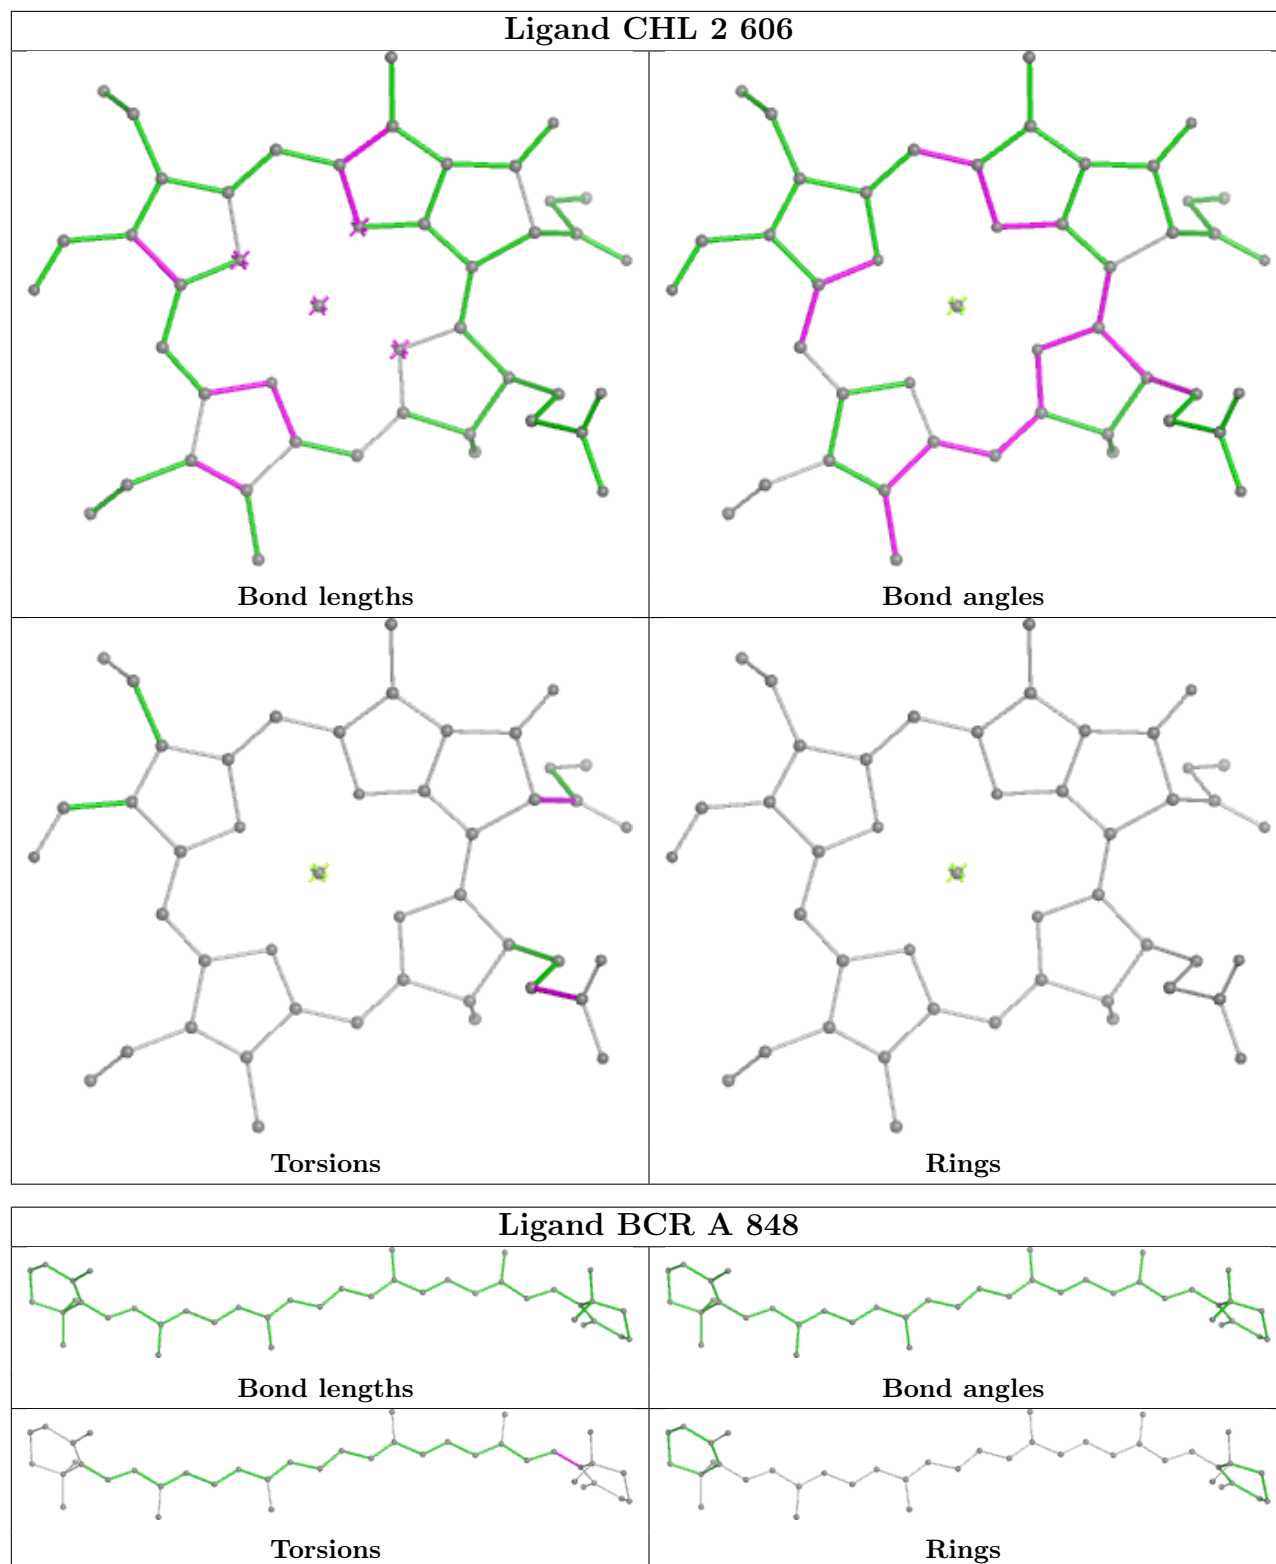 Ligand CHL 2 606
Bond lengths
Bond angles
Torsions
Rings
Ligand BCR A 848
Bond lengths
Bond angles
Torsions
Rings